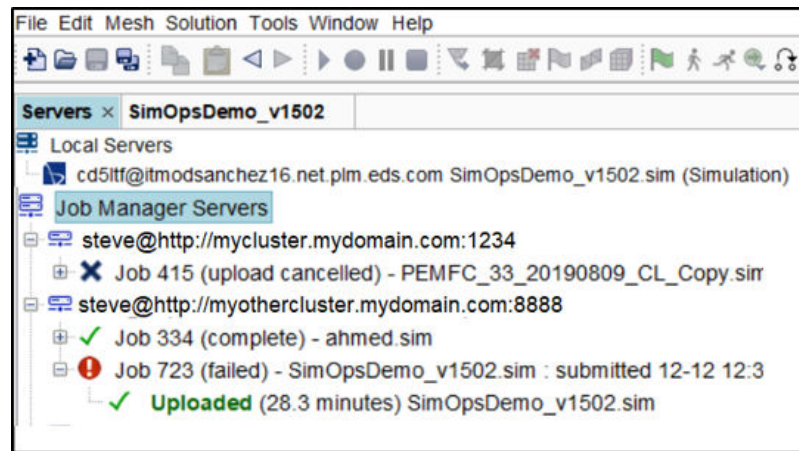 File Edit Mesh Solution Tools Window Help
Servers × SimOpsDemo_v1502
Local Servers
cd5ltf@itmodsanchez16.net.plm.eds.com SimOpsDemo_v1502.sim (Simulation)
Job Manager Servers
steve@http://mycluster.mydomain.com:1234
Job 415 (upload cancelled) - PEMFC_33_20190809_CL_Copy.sim
steve@http://myothercluster.mydomain.com:8888
Job 334 (complete) - ahmed.sim
Job 723 (failed) - SimOpsDemo_v1502.sim : submitted 12-12 12:3
Uploaded (28.3 minutes) SimOpsDemo_v1502.sim